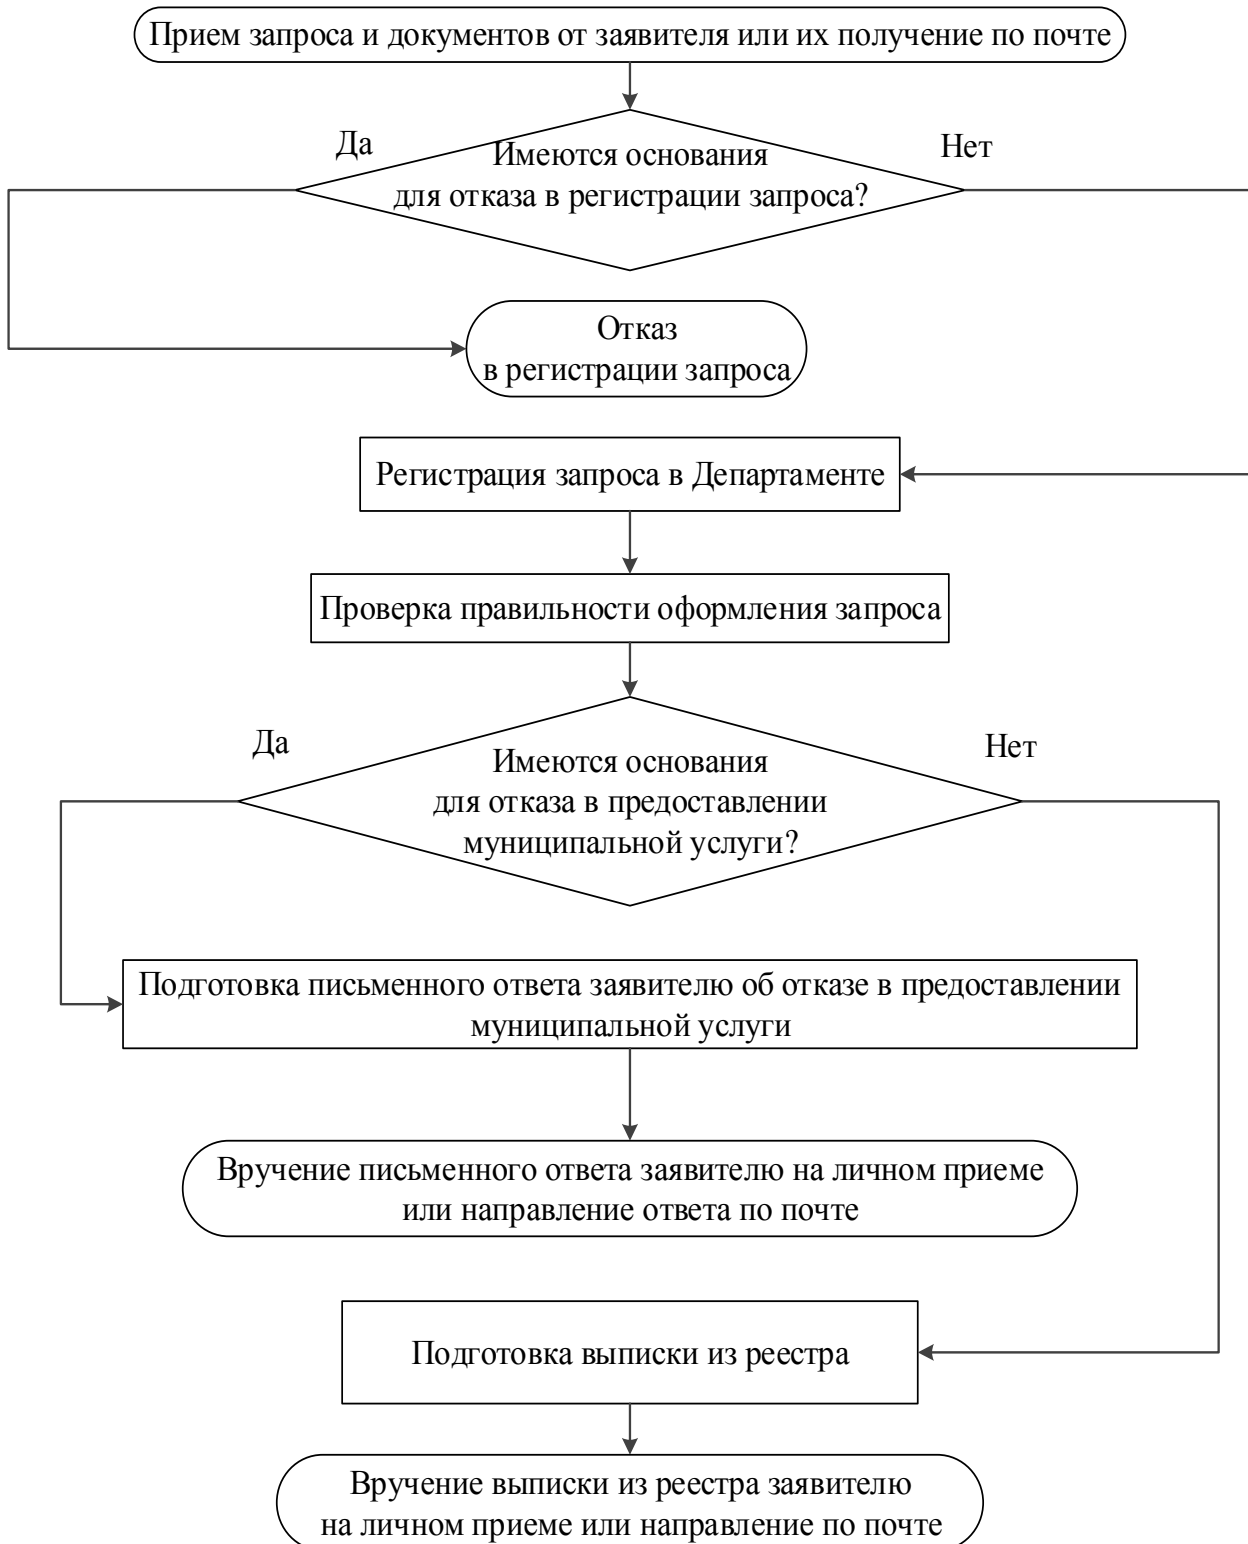 Прием запроса и документов от заявителя или их получение по почте
Да
Нет
Имеются основания
для отказа в регистрации запроса?
Отказ
в регистрации запроса
Регистрация запроса в Департаменте
Проверка правильности оформления запроса
Да
Нет
Имеются основания
для отказа в предоставлении
муниципальной услуги?
Подготовка письменного ответа заявителю об отказе в предоставлении
муниципальной услуги
Вручение письменного ответа заявителю на личном приеме
или направление ответа по почте
Подготовка выписки из реестра
Вручение выписки из реестра заявителю
на личном приеме или направление по почте